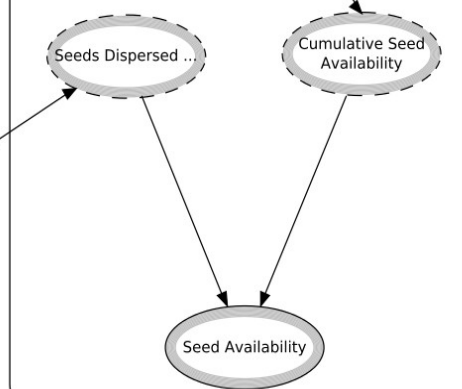 Seeds Dispersed ...
Cumulative Seed
Availability
Seed Availability